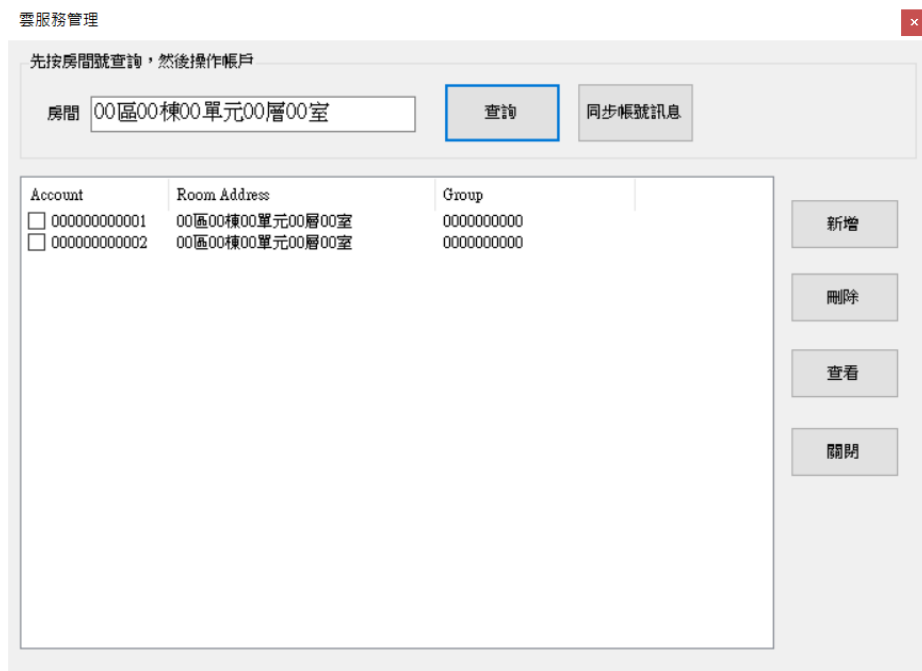 雲服務管理
先按房間號查詢，然後操作帳戶
房間 00區00棟00單元00層00室 查詢 同步帳號訊息
Account Room Address Group
000000000001 00區00棟00單元00層00室 0000000000
000000000002 00區00棟00單元00層00室 0000000000
新增
刪除
查看
關閉